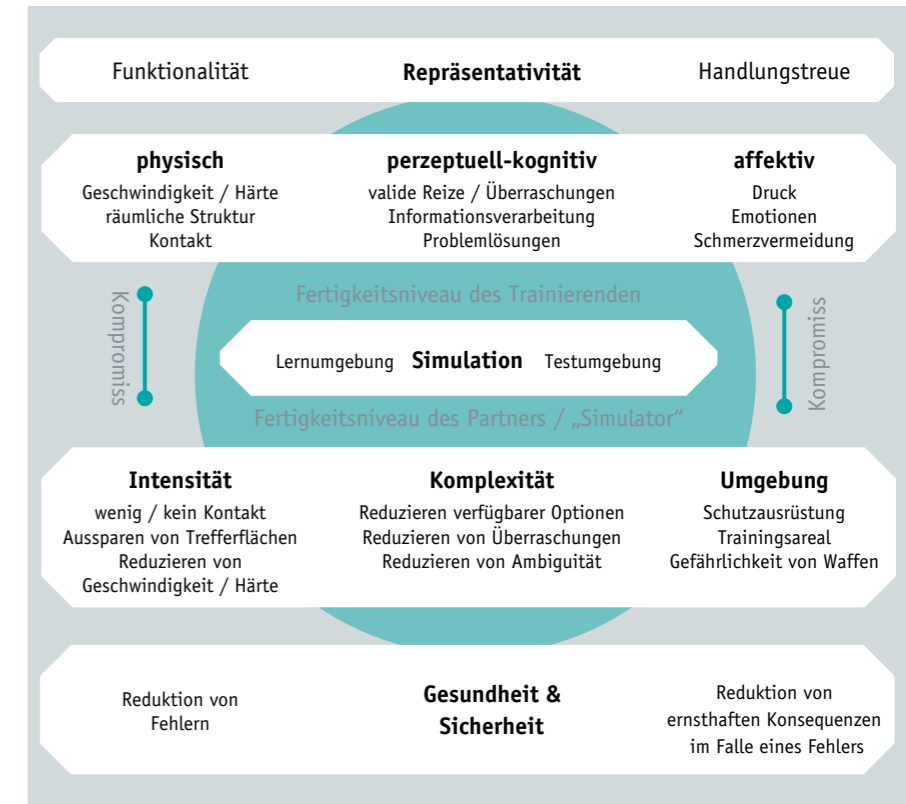 Funktionalität
Repräsentativität
Handlungstreue
physisch
Geschwindigkeit / Härte
räumliche Struktur
Kontakt
perzeptuell-kognitiv
valide Reize / Überraschungen
Informationsverarbeitung
Problemlösungen
affektiv
Druck
Emotionen
Schmerzvermeidung
Kompromiss
Fertigkeitsniveau des Trainierenden
Lernumgebung Simulation Testumgebung
Fertigkeitsniveau des Partners / „Simulator“
Kompromiss
Intensität
wenig / kein Kontakt
Aussparen von Trefferflächen
Reduzieren von
Geschwindigkeit / Härte
Komplexität
Reduzieren verfügbarer Optionen
Reduzieren von Überraschungen
Reduzieren von Ambiguität
Umgebung
Schutzausrüstung
Trainingsareal
Gefährlichkeit von Waffen
Reduktion von
Fehlern
Gesundheit &
Sicherheit
Reduktion von
ernsthaften Konsequenzen
im Falle eines Fehlers